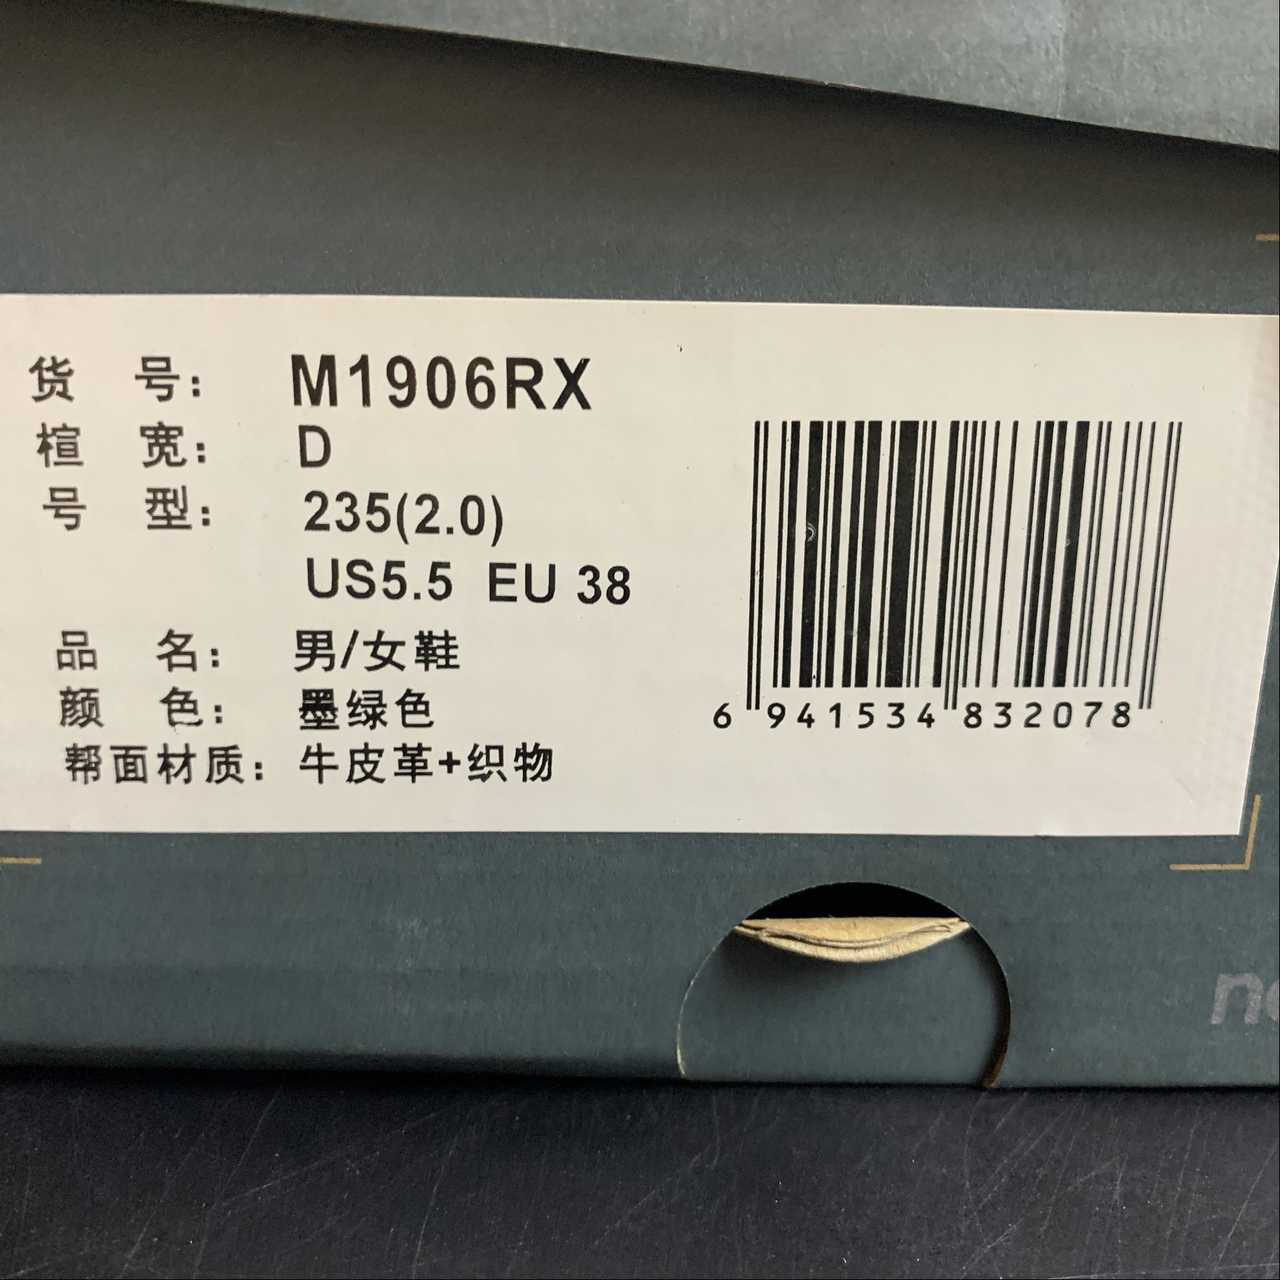 货 号: M1906RX
楦 宽: D
号 型: 235(2.0)
US5.5 EU 38
品 名: 男/女鞋
颜 色: 墨绿色
帮面材质: 牛皮革+织物
6 941534 832078